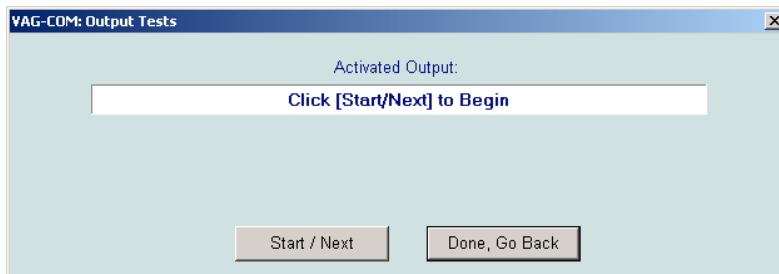 VAG-COM: Output Tests
Activated Output:
Click [Start/Next] to Begin
Start / Next
Done, Go Back